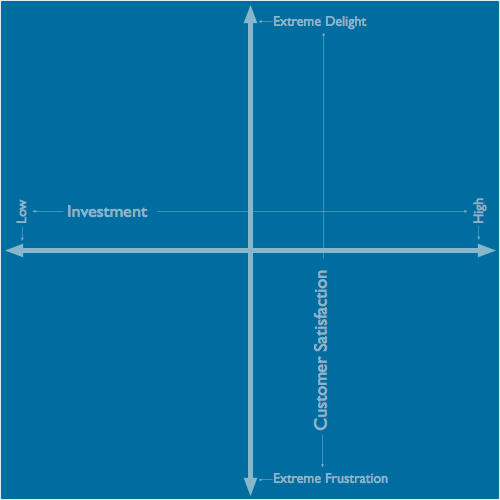 Extreme Delight
Low
Investment
High
Customer Satisfaction
Extreme Frustration